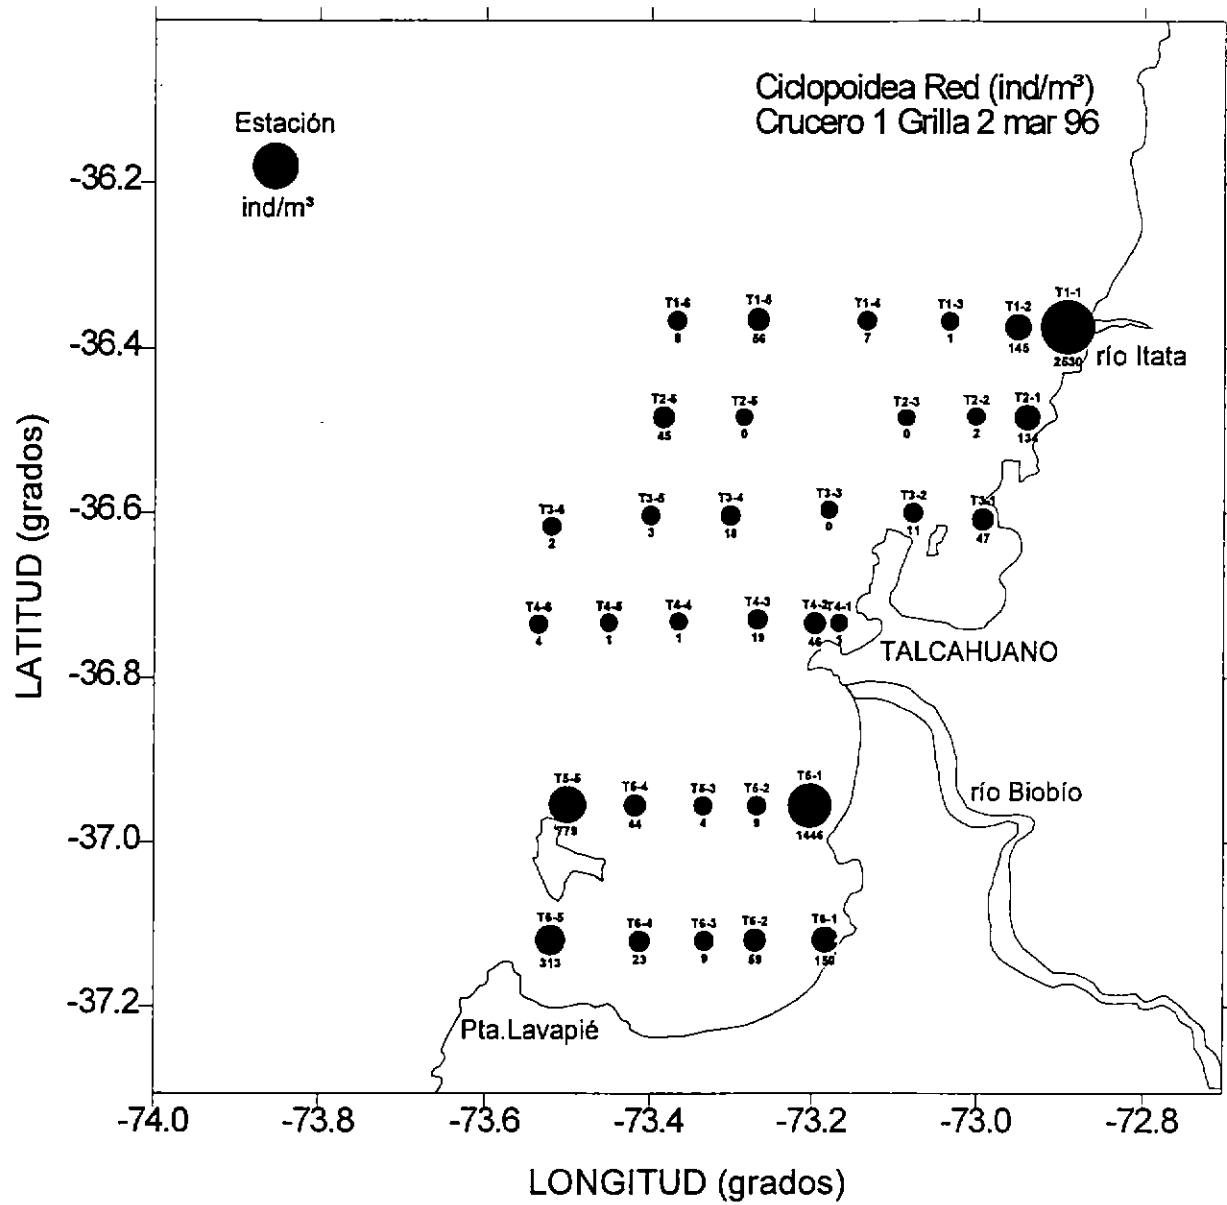 Ciclopoidea Red (ind/m³)
Crucero 1 Grilla 2 mar 96
Estación
ind/m³
-36.2
-36.4
-36.6
-36.8
-37.0
-37.2
LATITUD (grados)
T1-6 T1-5 T1-4 T1-3 T1-2 T1-1
8 56 7 1 145 2530
río Itata
T2-6 T2-5 T2-3 T2-2 T2-1
45 0 0 2 134
T3-6 T3-5 T3-4 T3-3 T3-2 T3-1
2 3 18 0 11 47
T4-6 T4-5 T4-4 T4-3 T4-2 T4-1
4 1 1 19 46 5
TALCAHUANO
T5-5 T5-4 T5-3 T5-2 T5-1
779 44 4 9 1446
río Biobío
T6-5 T6-4 T6-3 T6-2 T6-1
313 23 9 59 150
Pta.Lavapié
-74.0 -73.8 -73.6 -73.4 -73.2 -73.0 -72.8
LONGITUD (grados)